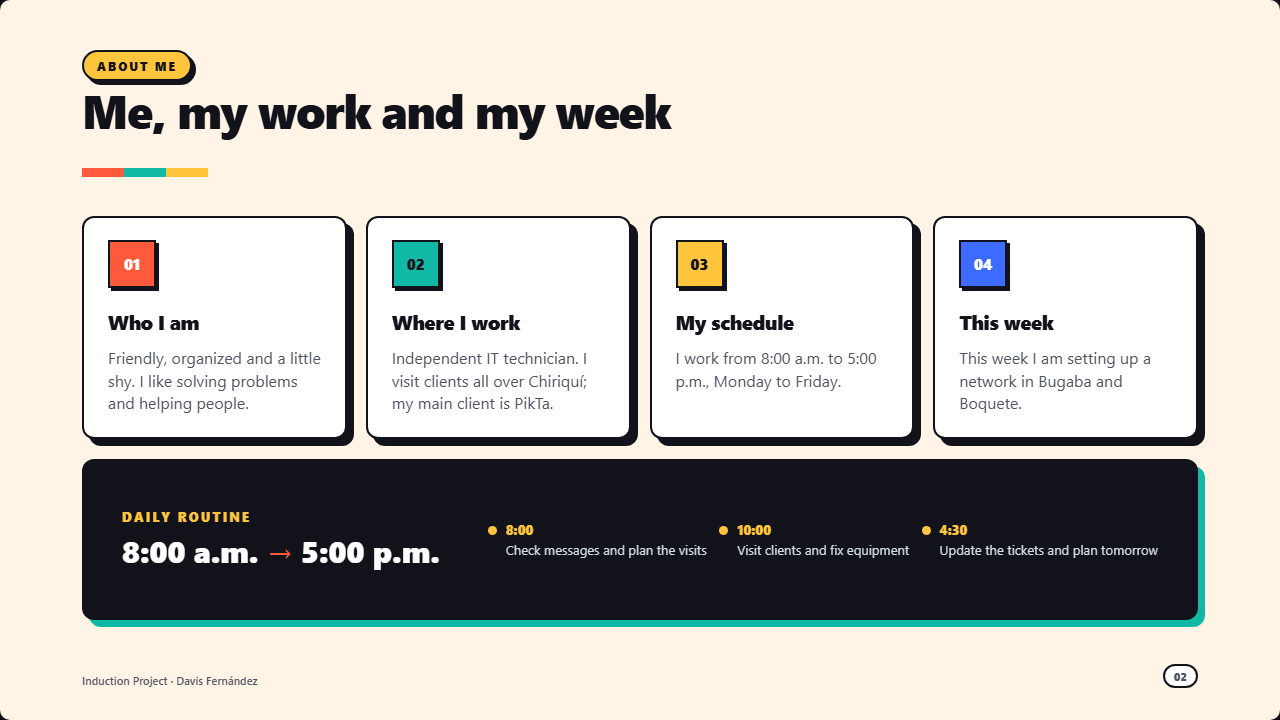 ABOUT ME
Me, my work and my week
01
Who I am
Friendly, organized and a little
shy. I like solving problems
and helping people.
02
Where I work
Independent IT technician. I
visit clients all over Chiriquí;
my main client is PikTa.
03
My schedule
I work from 8:00 a.m. to 5:00
p.m., Monday to Friday.
04
This week
This week I am setting up a
network in Bugaba and
Boquete.
DAILY ROUTINE
8:00 a.m. → 5:00 p.m.
8:00
Check messages and plan the visits
10:00
Visit clients and fix equipment
4:30
Update the tickets and plan tomorrow
Induction Project · Davis Fernández
02